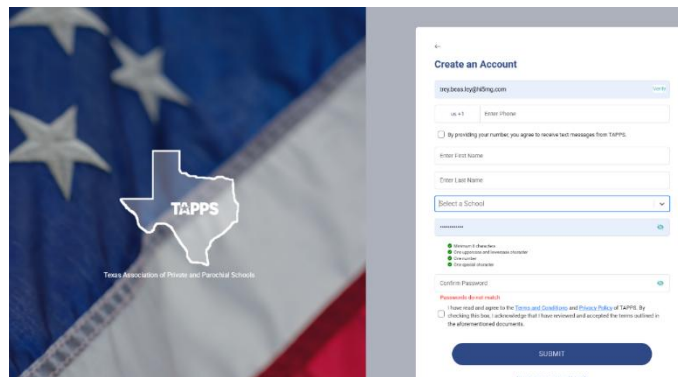 TAPPS
Texas Association of Private and Parochial Schools
Create an Account
us +1
Enter Phone
By providing your number, you agree to receive text messages from TAPPS.
Enter First Name
Enter Last Name
Select a School
Minimum 8 characters
One uppercase and lowercase character
One number
One special character
Confirm Password
Passwords do not match
I have read and agree to the Terms and Conditions and Privacy Policy of TAPPS. By
checking this box, I acknowledge that I have reviewed and accepted the terms outlined in
the aforementioned documents.
SUBMIT